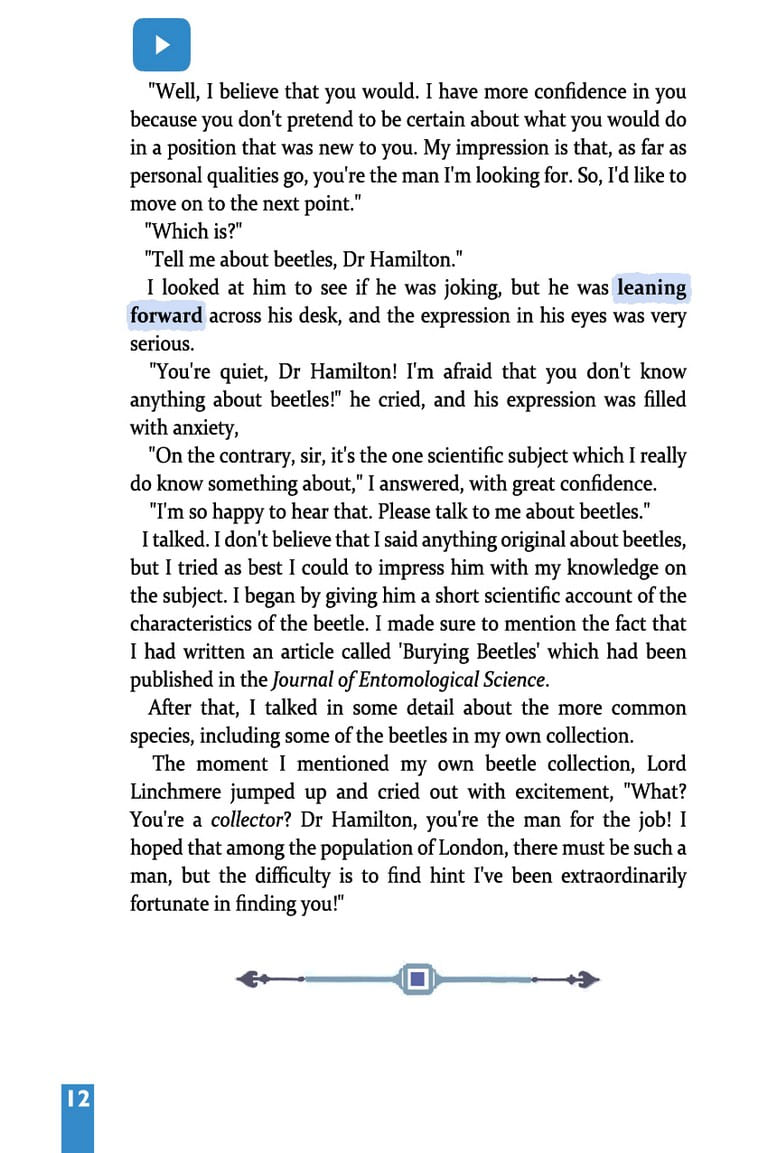 "Well, I believe that you would. I have more confidence in you
because you don't pretend to be certain about what you would do
in a position that was new to you. My impression is that, as far as
personal qualities go, you're the man I'm looking for. So, I'd like to
move on to the next point."
"Which is?"
"Tell me about beetles, Dr Hamilton."
I looked at him to see if he was joking, but he was leaning
forward across his desk, and the expression in his eyes was very
serious.
"You're quiet, Dr Hamilton! I'm afraid that you don't know
anything about beetles!" he cried, and his expression was filled
with anxiety,
"On the contrary, sir, it's the one scientific subject which I really
do know something about," I answered, with great confidence.
"I'm so happy to hear that. Please talk to me about beetles."
I talked. I don't believe that I said anything original about beetles,
but I tried as best I could to impress him with my knowledge on
the subject. I began by giving him a short scientific account of the
characteristics of the beetle. I made sure to mention the fact that
I had written an article called 'Burying Beetles' which had been
published in the Journal of Entomological Science.
After that, I talked in some detail about the more common
species, including some of the beetles in my own collection.
The moment I mentioned my own beetle collection, Lord
Linchmere jumped up and cried out with excitement, "What?
You're a collector? Dr Hamilton, you're the man for the job! I
hoped that among the population of London, there must be such a
man, but the difficulty is to find hint I've been extraordinarily
fortunate in finding you!"
12